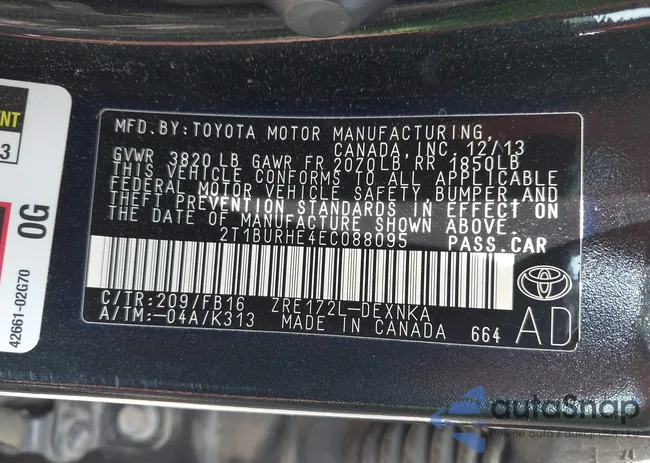 MFD. BY: TOYOTA MOTOR MANUFACTURING,
CANADA, INC. 12/13
GVWR 3820 LB GAWR FR 2070LB RR 1850LB
THIS VEHICLE CONFORMS TO ALL APPLICABLE
FEDERAL MOTOR VEHICLE SAFETY, BUMPER, AND
THEFT PREVENTION STANDARDS IN EFFECT ON
THE DATE OF MANUFACTURE SHOWN ABOVE.
2T1BURHE4EC088095 PASS. CAR
C/TR: 209/FB16 ZRE172L-DEXNKA
A/TM: -04A/K313 MADE IN CANADA 664 AD
NT
3
0G
42661-02G70
autoSnap